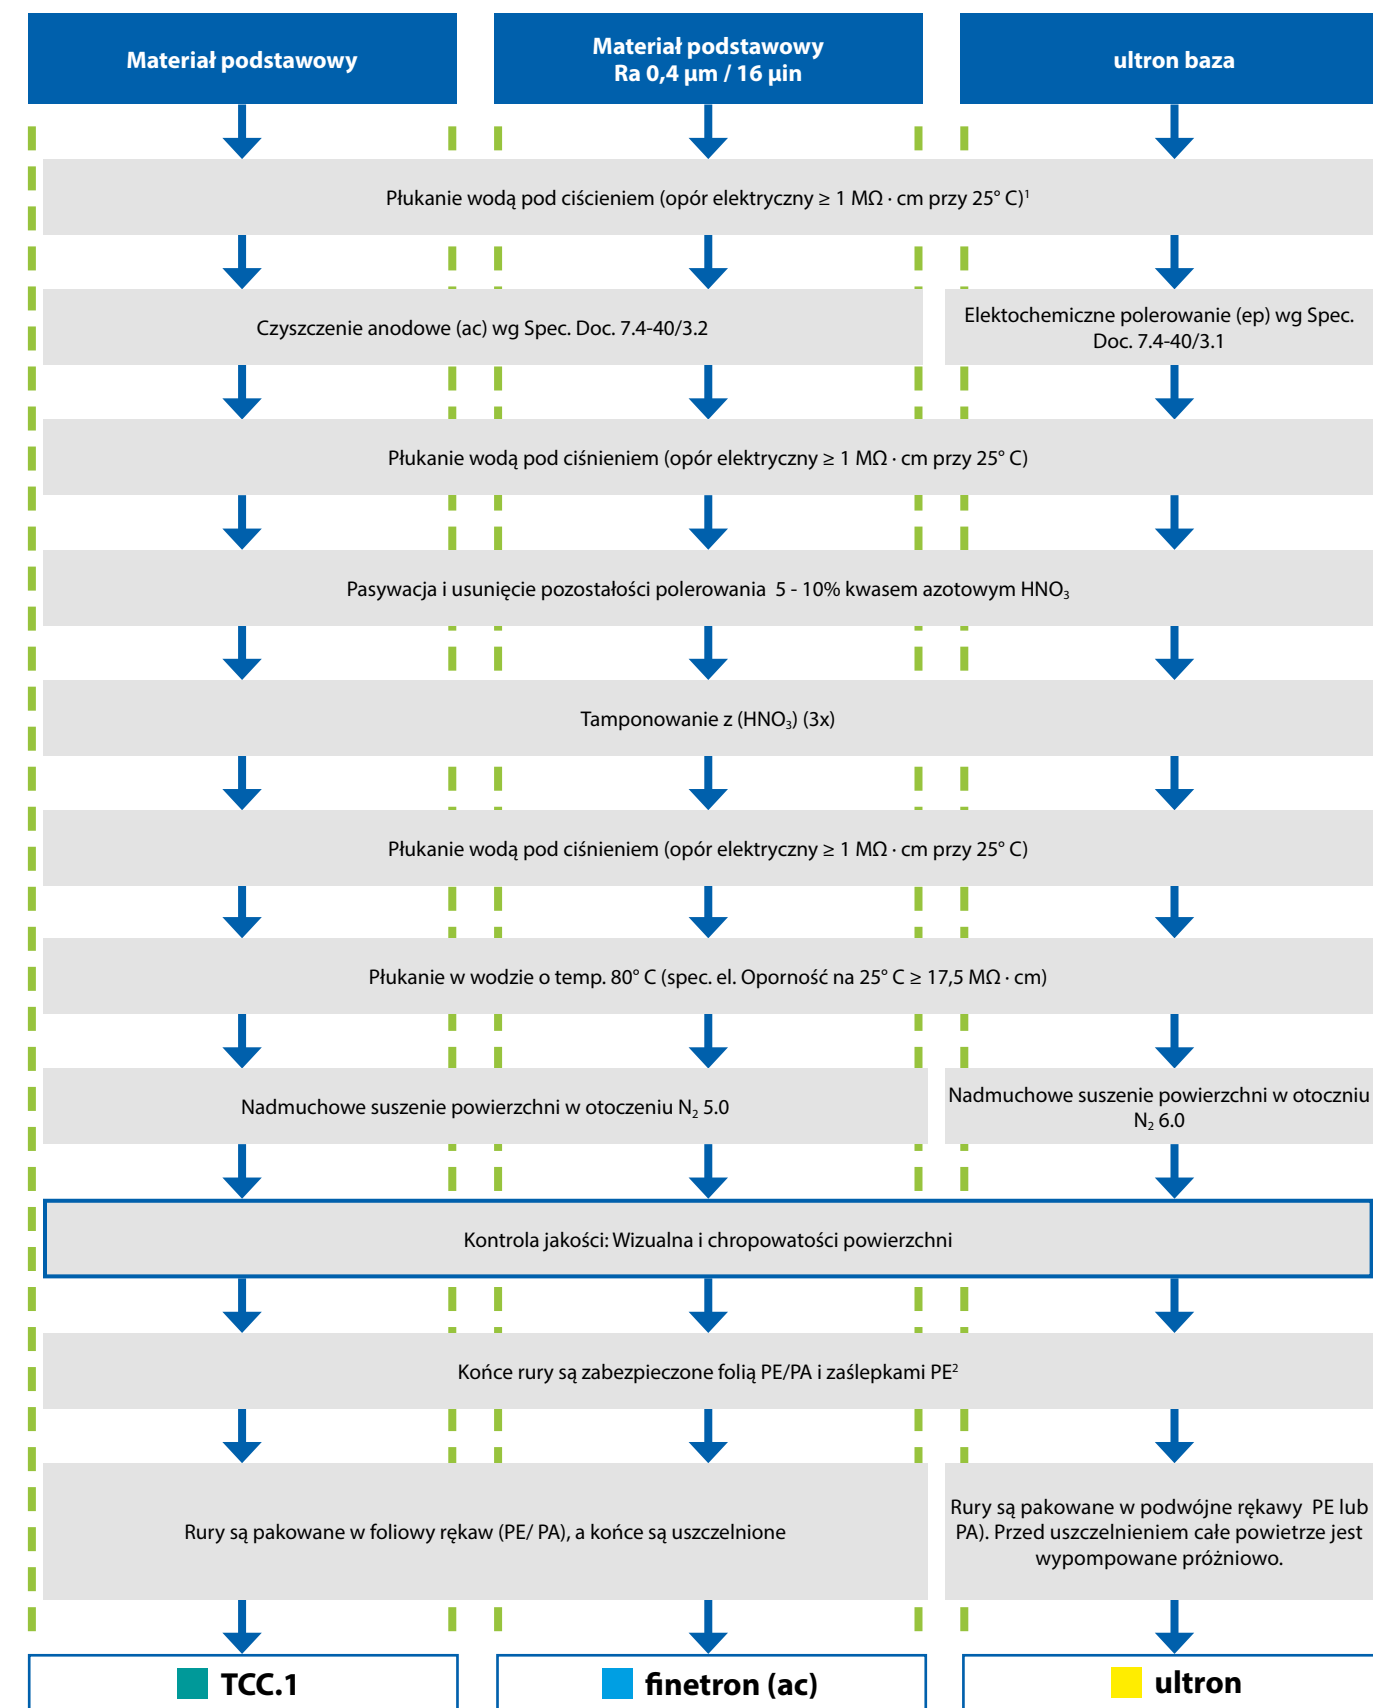 Materiał podstawowy
Materiał podstawowy
Ra 0,4 µm / 16 µin
ultron baza
Płukanie wodą pod ciścieniem (opór elektryczny ≥ 1 MΩ · cm przy 25° C)¹
Czyszczenie anodowe (ac) wg Spec. Doc. 7.4-40/3.2
Elektochemiczne polerowanie (ep) wg Spec.
Doc. 7.4-40/3.1
Płukanie wodą pod ciśnieniem (opór elektryczny ≥ 1 MΩ · cm przy 25° C)
Pasywacja i usunięcie pozostałości polerowania 5 - 10% kwasem azotowym HNO₃
Tamponowanie z (HNO₃) (3x)
Płukanie wodą pod ciśnieniem (opór elektryczny ≥ 1 MΩ · cm przy 25° C)
Płukanie w wodzie o temp. 80° C (spec. el. Oporność na 25° C ≥ 17,5 MΩ · cm)
Nadmuchowe suszenie powierzchni w otoczeniu N₂ 5.0
Nadmuchowe suszenie powierzchni w otoczniu
N₂ 6.0
Kontrola jakości: Wizualna i chropowatości powierzchni
Końce rury są zabezpieczone folią PE/PA i zaślepkami PE²
Rury są pakowane w foliowy rękaw (PE/ PA), a końce są uszczelnione
Rury są pakowane w podwójne rękawy PE lub
PA). Przed uszczelnieniem całe powietrze jest
wypompowane próżniowo.
TCC.1
finetron (ac)
ultron